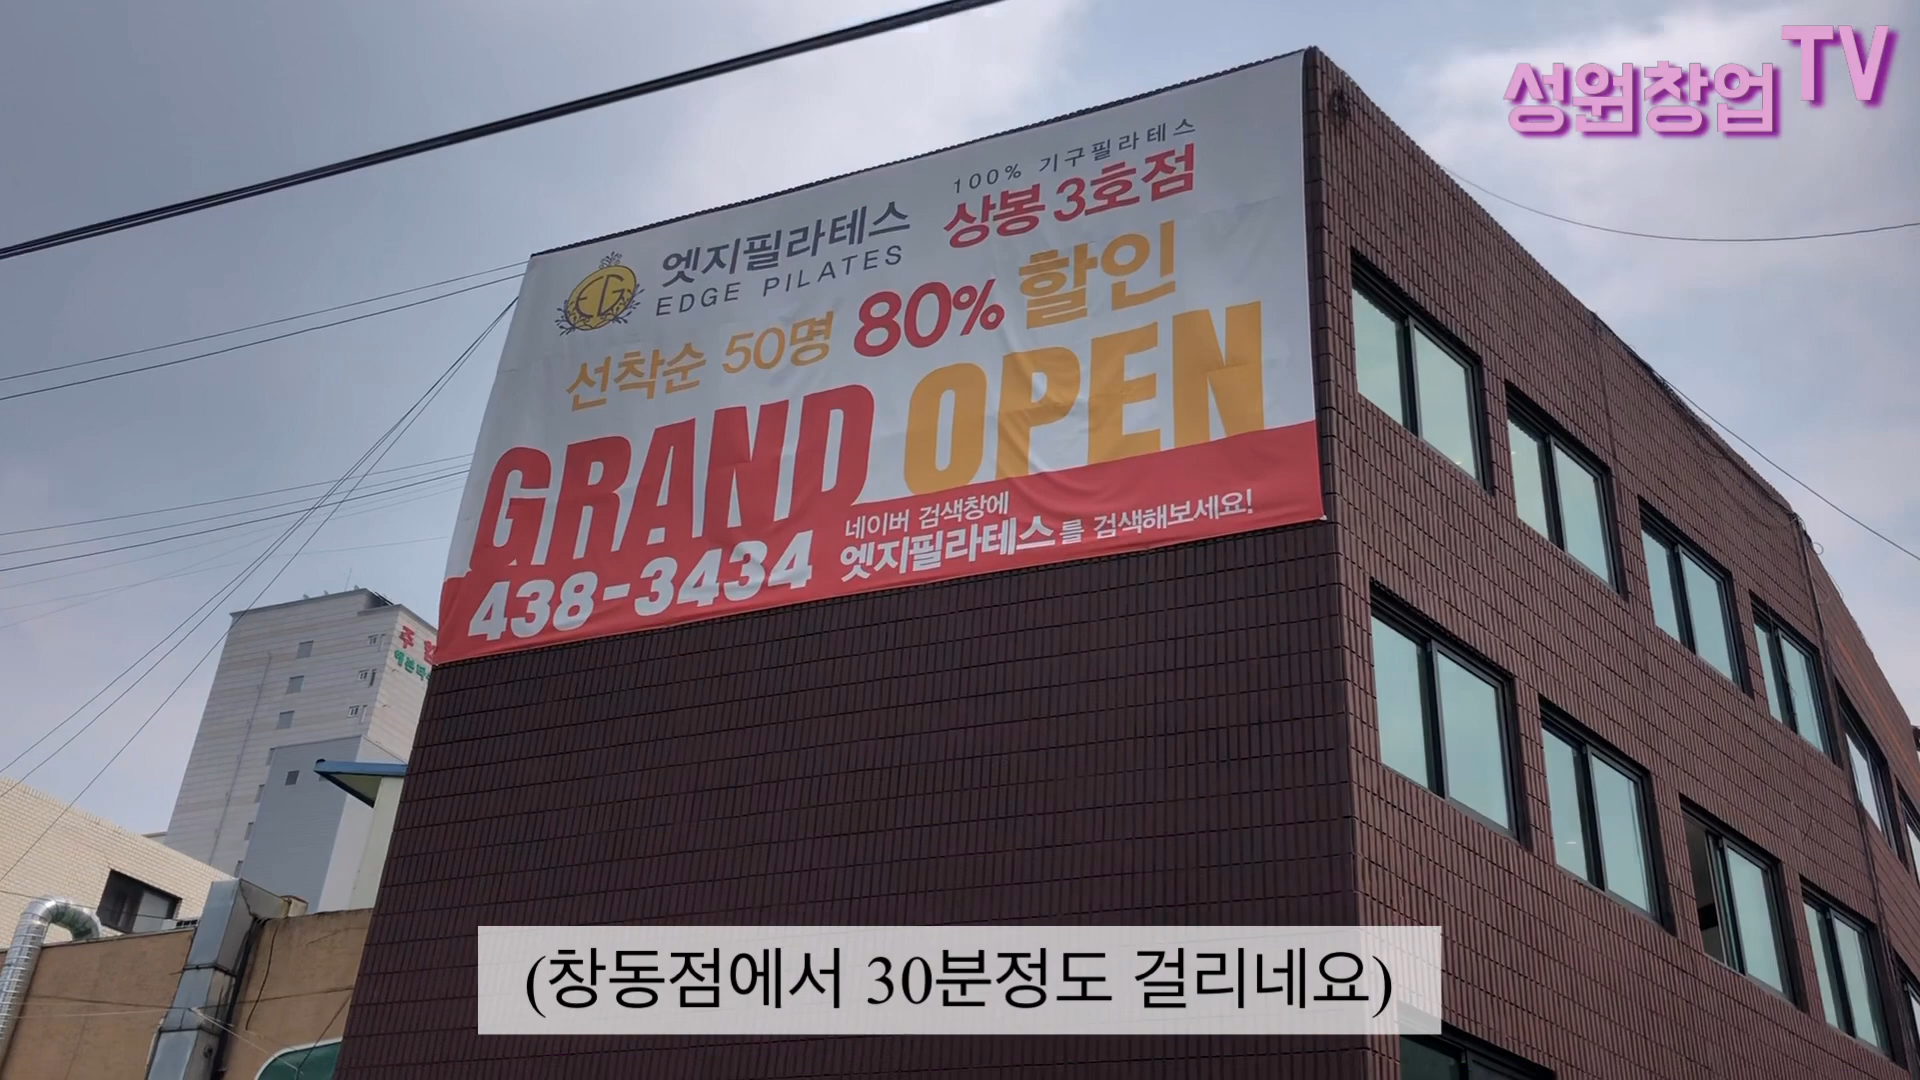 성원창업TV
100% 기구필라테스
엣지필라테스 상봉3호점
EDGE PILATES
선착순 50명 80% 할인
GRAND OPEN
네이버 검색창에
438-3434 엣지필라테스를 검색해보세요!
(창동점에서 30분정도 걸리네요)